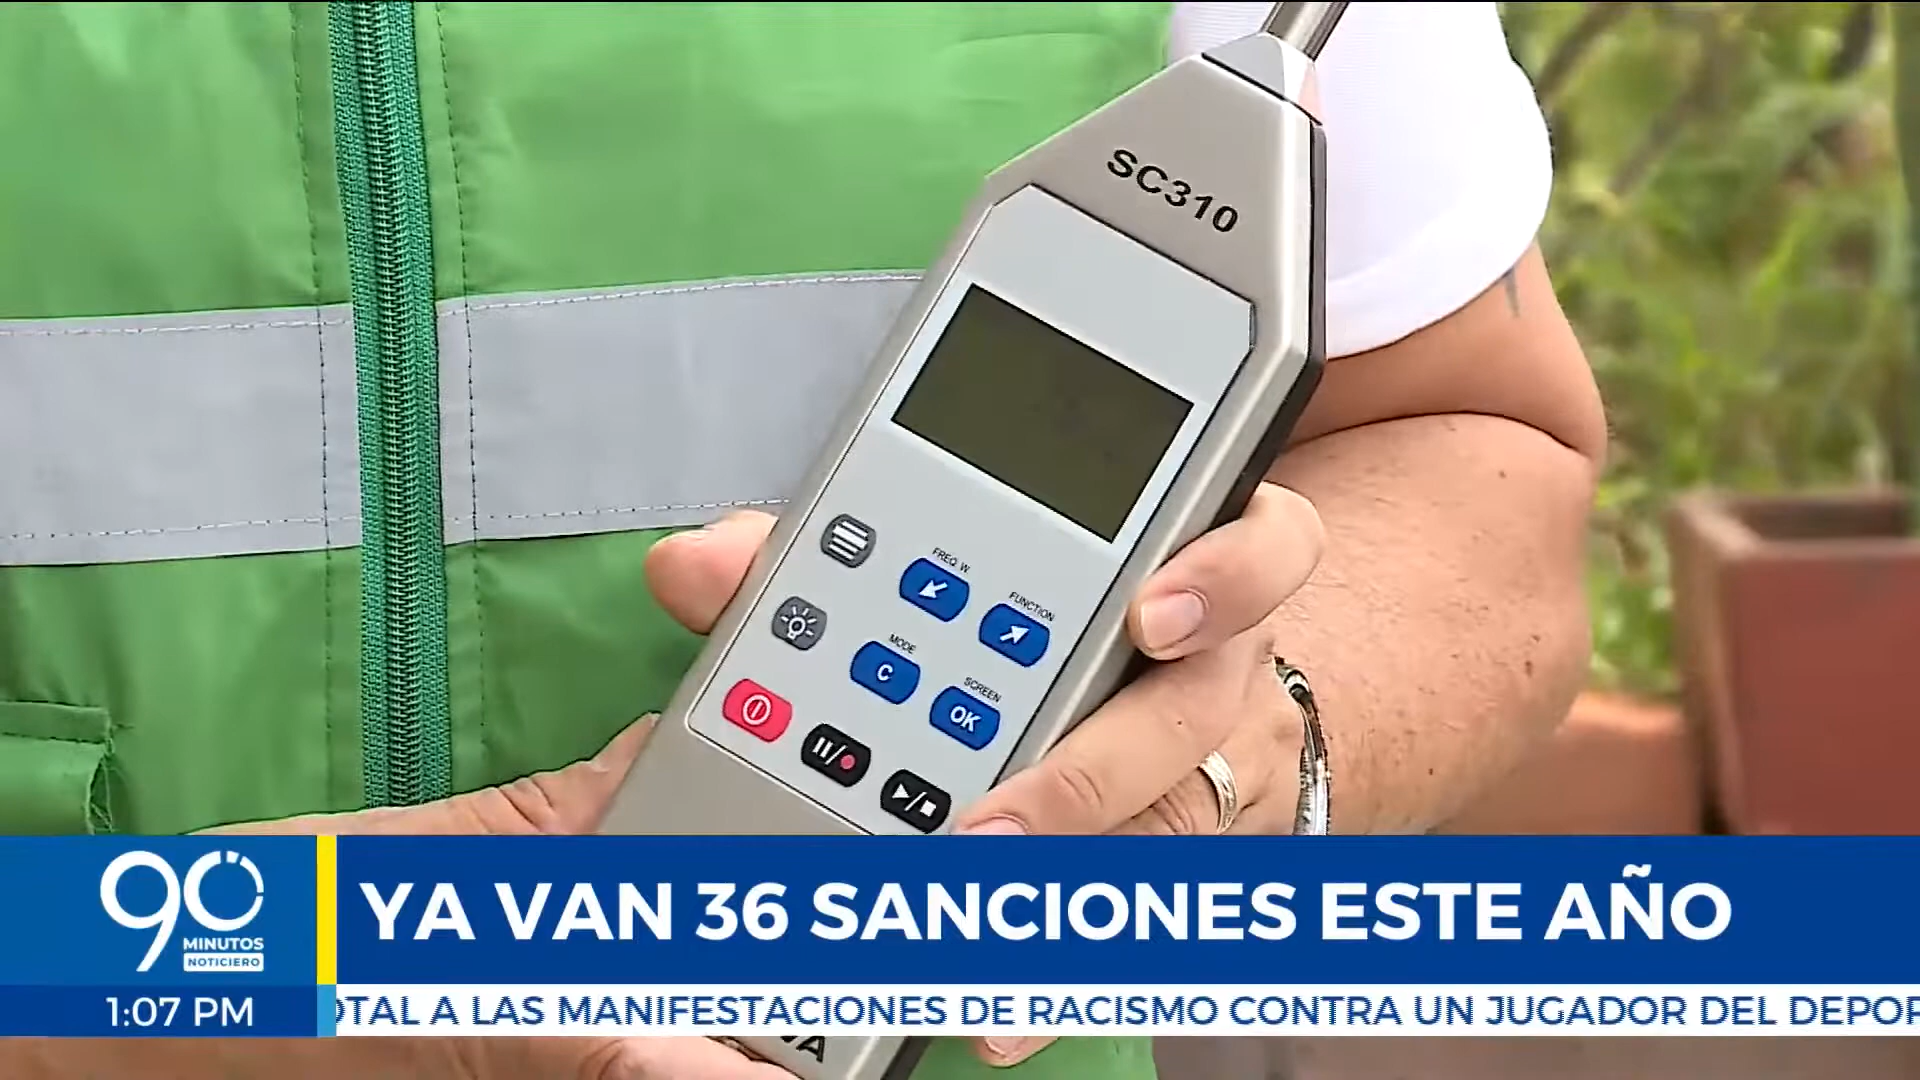 SC310
FREQ. W
FUNCTION
MODE
C
SCREEN
OK
90
MINUTOS
NOTICIERO
YA VAN 36 SANCIONES ESTE AÑO
1:07 PM
OTAL A LAS MANIFESTACIONES DE RACISMO CONTRA UN JUGADOR DEL DEPOR